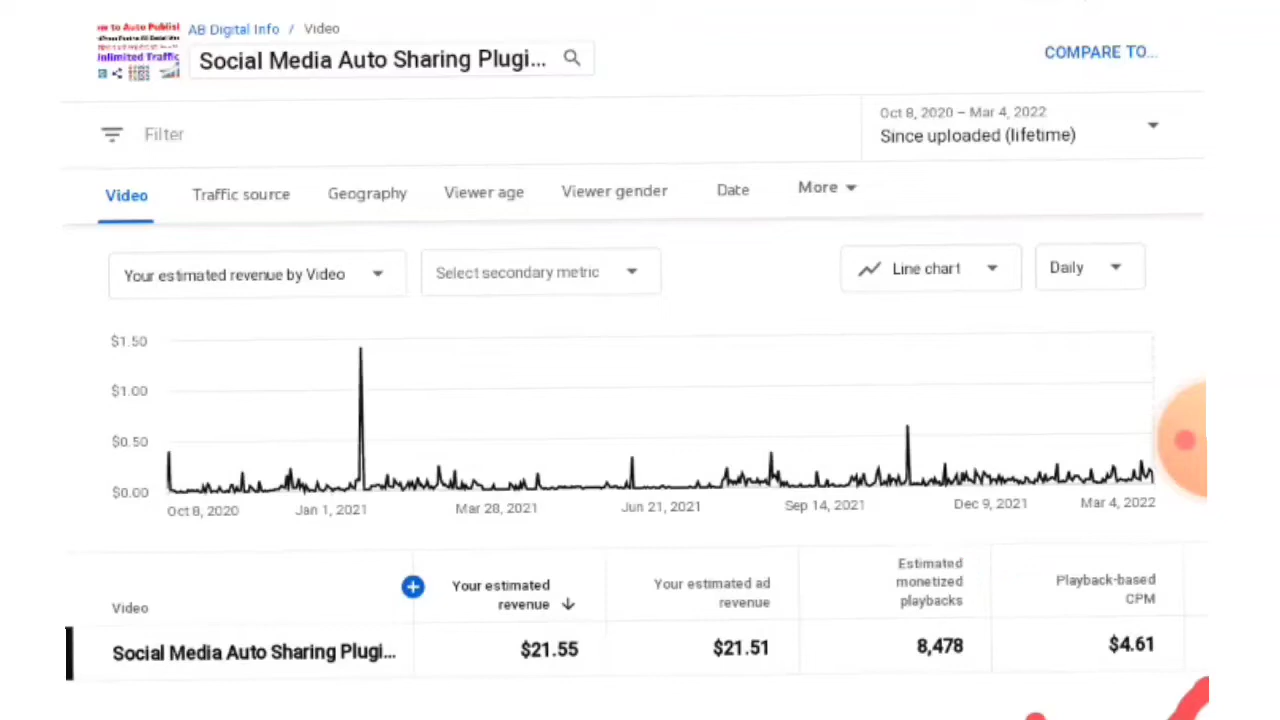 AB Digital Info / Video
Social Media Auto Sharing Plugi...
COMPARE TO...
Unlimited Traffic
Filter
Oct 8, 2020 – Mar 4, 2022
Since uploaded (lifetime)
Video Traffic source Geography Viewer age Viewer gender Date More
Your estimated revenue by Video
Select secondary metric
Line chart
Daily
$1.50
$1.00
$0.50
$0.00
Oct 8, 2020 Jan 1, 2021 Mar 28, 2021 Jun 21, 2021 Sep 14, 2021 Dec 9, 2021 Mar 4, 2022
Video
Your estimated
revenue
Your estimated ad
revenue
Estimated
monetized
playbacks
Playback-based
CPM
Social Media Auto Sharing Plugi... $21.55 $21.51 8,478 $4.61